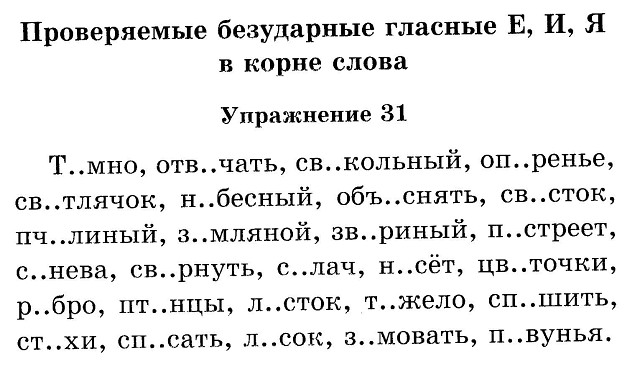 Проверяемые безударные гласные Е, И, Я
в корне слова
Упражнение 31
Т..мно, отв..чать, св..кольный, оп..ренье,
св..тлячок, н..бесный, объ..снять, св..сток,
пч..линый, з..мляной, зв..риный, п..стреет,
с..нева, св..рнуть, с..лач, н..сёт, цв..точки,
р..бро, пт..нцы, л..сток, т..жело, сп..шить,
ст..хи, сп..сать, л..сок, з..мовать, п..вунья.